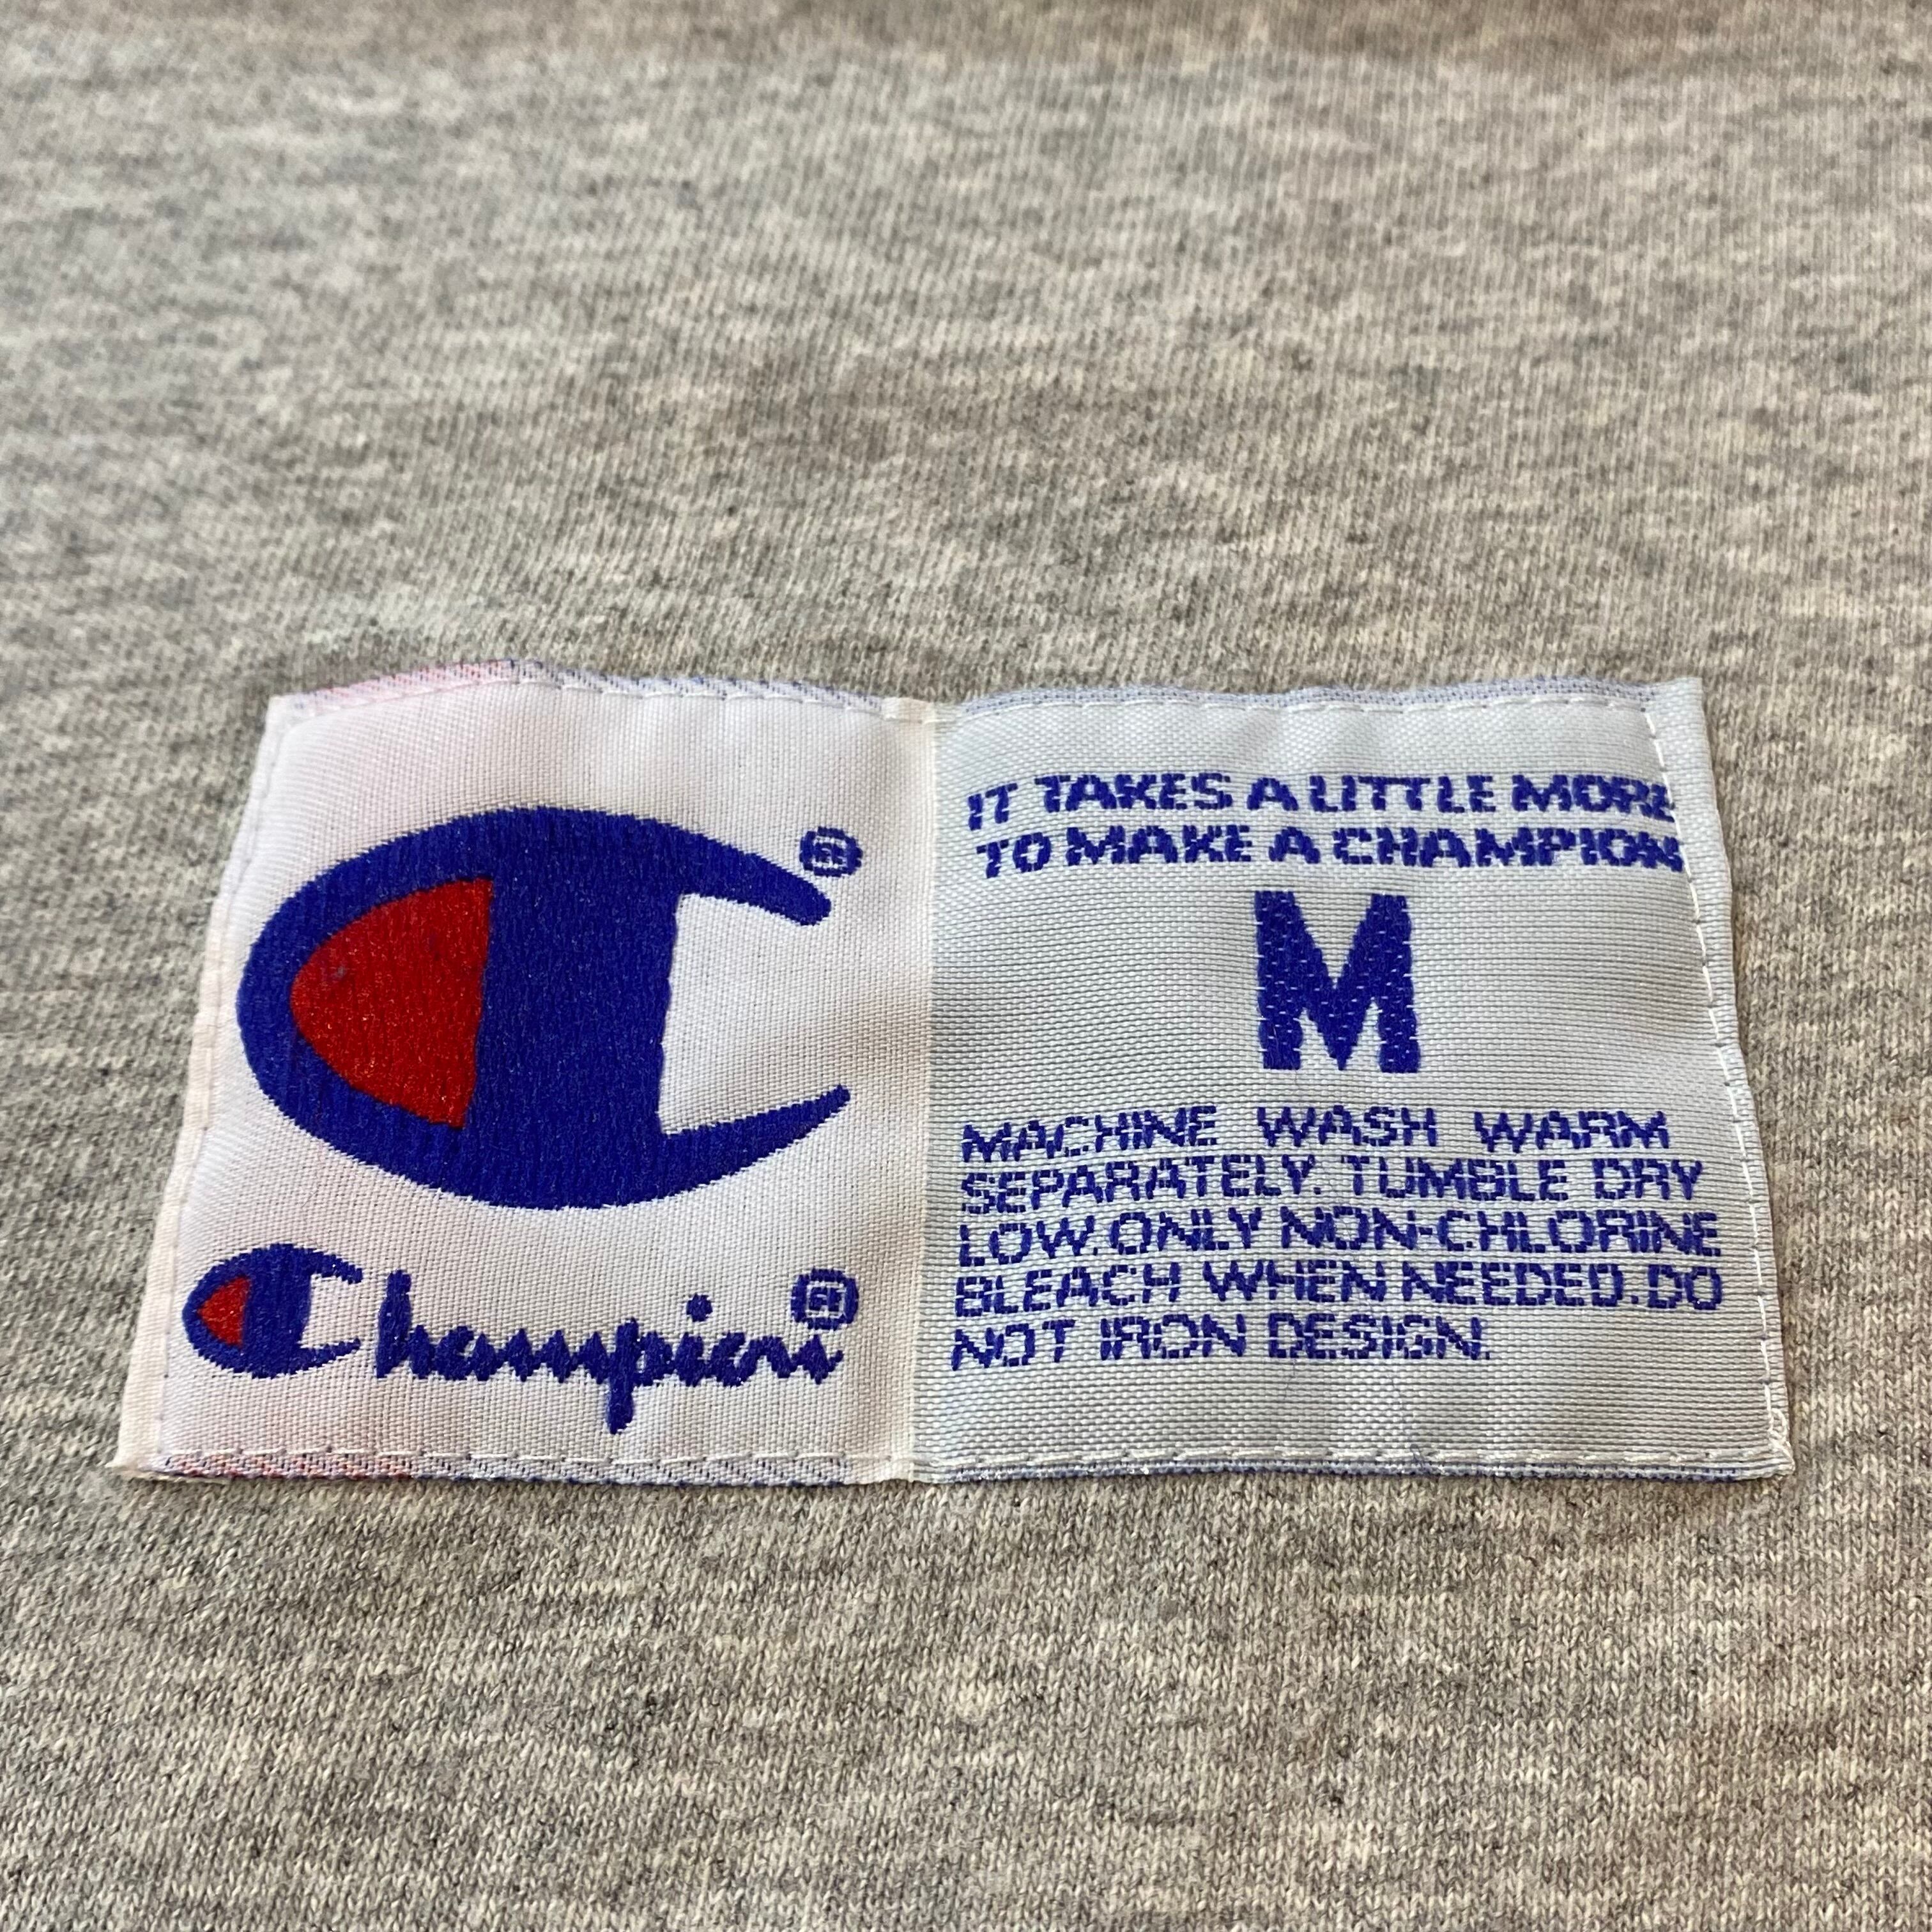 ®
Champion®
IT TAKES A LITTLE MORE
TO MAKE A CHAMPION
M
MACHINE WASH WARM
SEPARATELY. TUMBLE DRY
LOW. ONLY NON-CHLORINE
BLEACH WHEN NEEDED. DO
NOT IRON DESIGN.